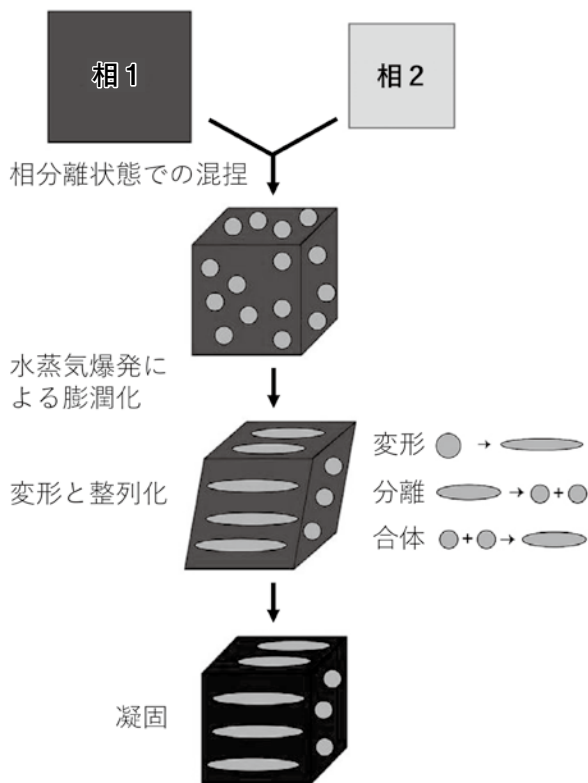 相1
相2
相分離状態での混捏
水蒸気爆発に
よる膨潤化
変形と整列化
変形
→
分離
→ +
合体
+ →
凝固